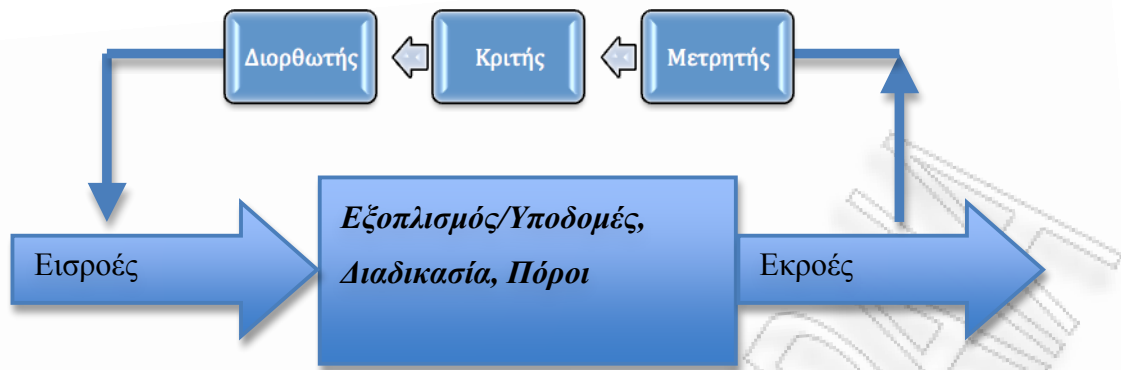 Διορθωτής
Κριτής
Μετρητής
Εισροές
Εξοπλισμός/Υποδομές,
Διαδικασία, Πόροι
Εκροές